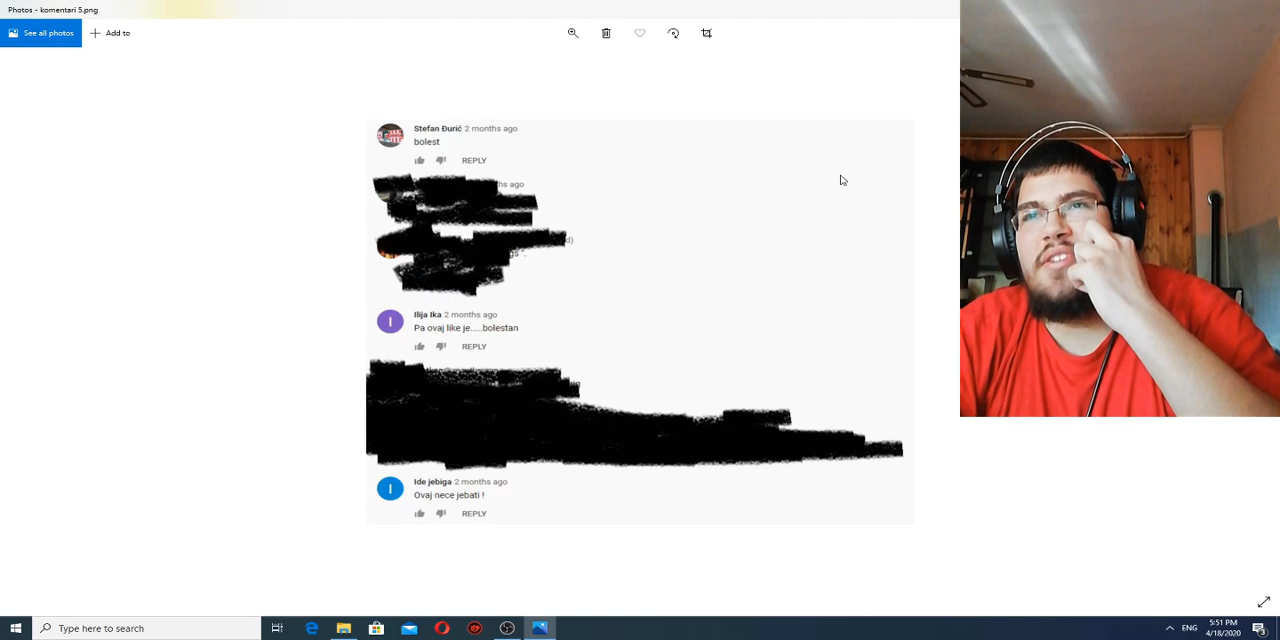 Photos - komentari 5.png
See all photos
Add to
Stefan Đurić 2 months ago
bolest
REPLY
ago
Ilija Ika 2 months ago
Pa ovaj like je.....bolestan
REPLY
Ide jebiga 2 months ago
Ovaj nece jebati !
REPLY
Type here to search
ENG
5:51 PM
4/18/2020